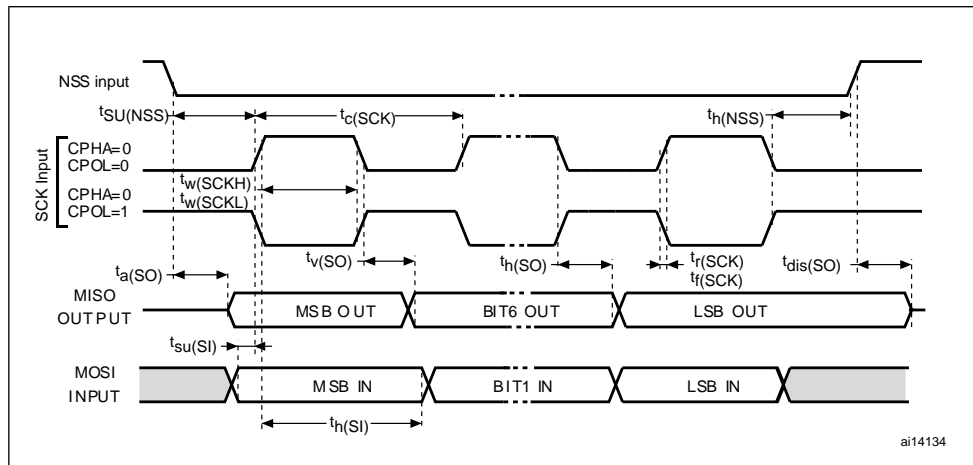 NSS input
tSU(NSS)
tc(SCK)
th(NSS)
SCK Input
CPHA=0
CPOL=0
CPHA=0
CPOL=1
tw(SCKH)
tw(SCKL)
ta(SO)
tv(SO)
th(SO)
tr(SCK)
tf(SCK)
tdis(SO)
MISO
OUTPUT
MSB OUT
BIT6 OUT
LSB OUT
tsu(SI)
MOSI
INPUT
MSB IN
BIT1 IN
LSB IN
th(SI)
ai14134